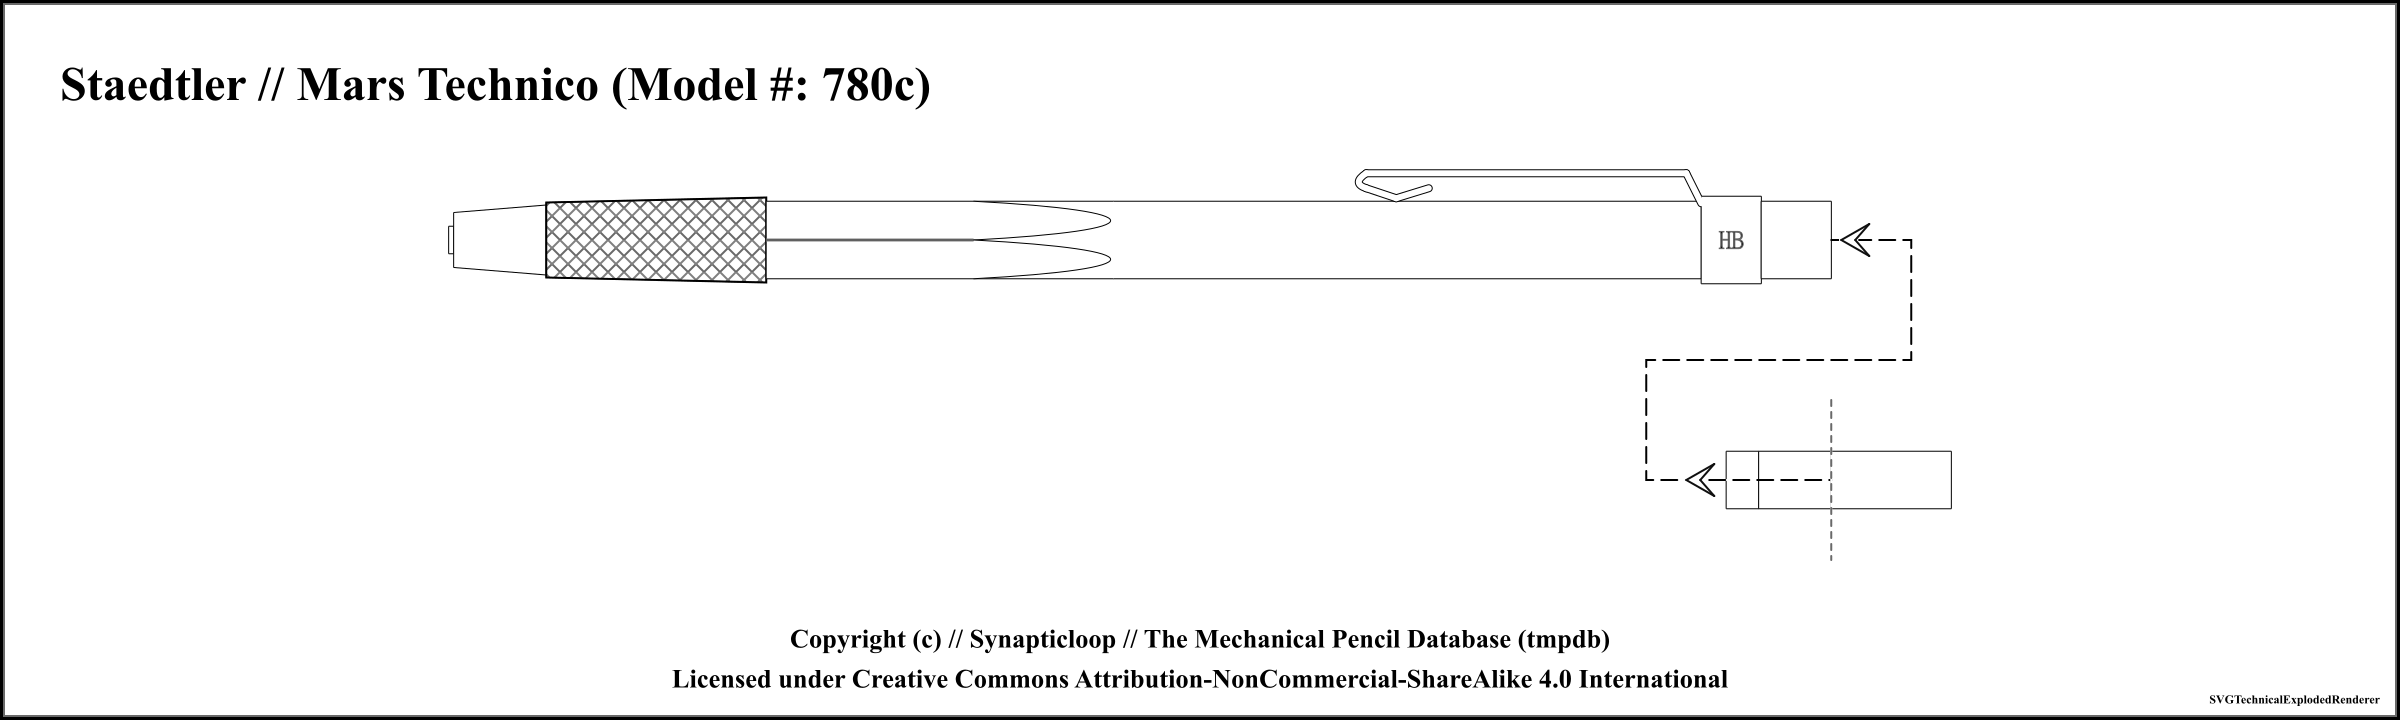 Staedtler // Mars Technico (Model #: 780c)
HB
Copyright (c) // Synapticloop // The Mechanical Pencil Database (tmpdb)
Licensed under Creative Commons Attribution-NonCommercial-ShareAlike 4.0 International
SVGTechnicalExplodedRenderer